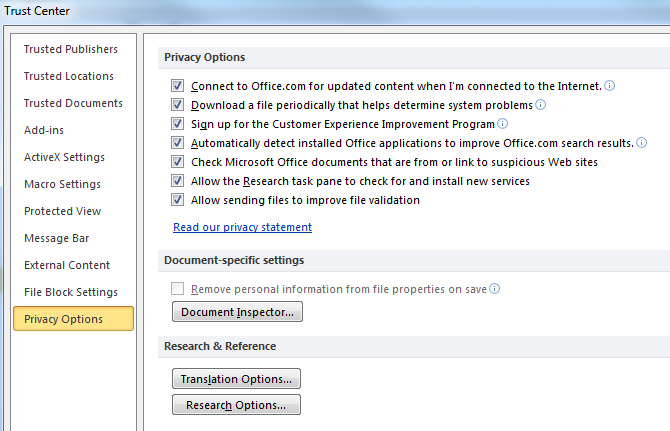 Trust Center
Trusted Publishers
Trusted Locations
Trusted Documents
Add-ins
ActiveX Settings
Macro Settings
Protected View
Message Bar
External Content
File Block Settings
Privacy Options
Privacy Options
Connect to Office.com for updated content when I'm connected to the Internet.
Download a file periodically that helps determine system problems
Sign up for the Customer Experience Improvement Program
Automatically detect installed Office applications to improve Office.com search results.
Check Microsoft Office documents that are from or link to suspicious Web sites
Allow the Research task pane to check for and install new services
Allow sending files to improve file validation
Read our privacy statement
Document-specific settings
Remove personal information from file properties on save
Document Inspector...
Research & Reference
Translation Options...
Research Options...